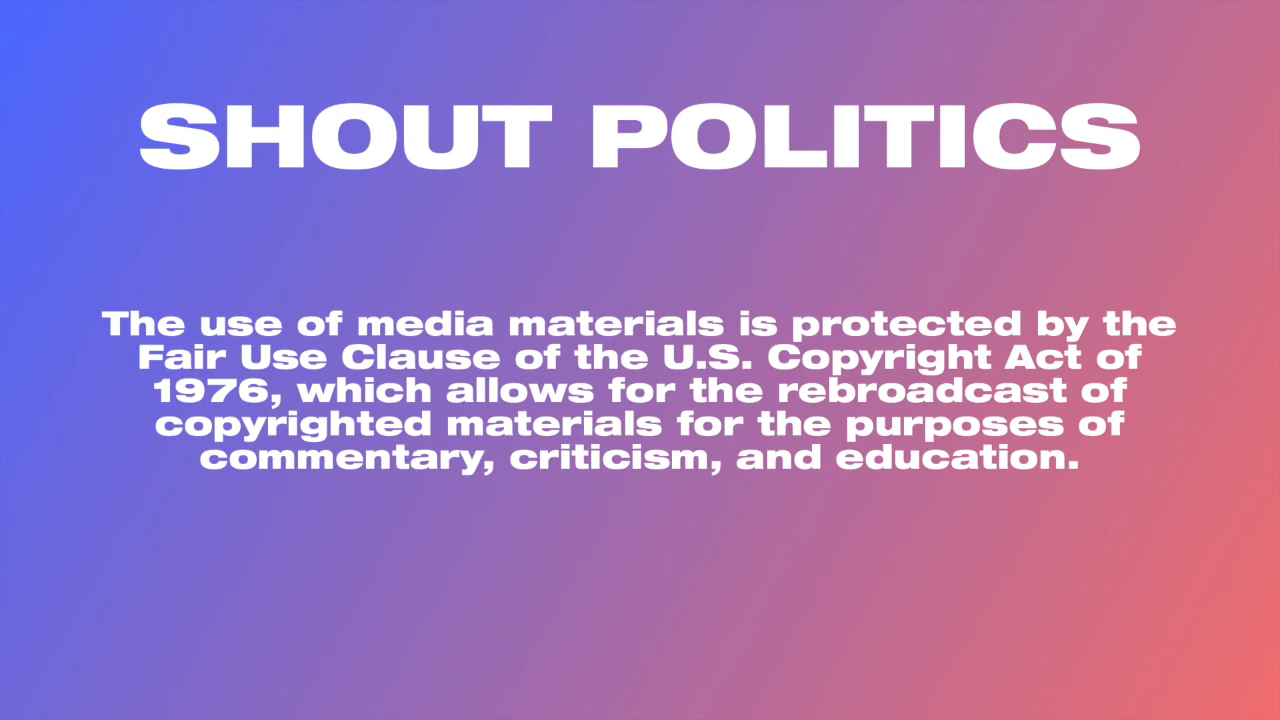 SHOUT POLITICS
The use of media materials is protected by the
Fair Use Clause of the U.S. Copyright Act of
1976, which allows for the rebroadcast of
copyrighted materials for the purposes of
commentary, criticism, and education.